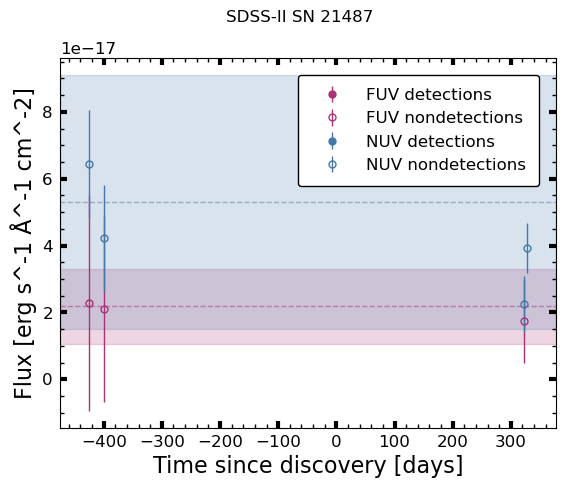 SDSS-II SN 21487
1e−17
FUV detections
FUV nondetections
NUV detections
NUV nondetections
8
6
4
2
0
Flux [erg s^-1 Å^-1 cm^-2]
−400 −300 −200 −100 0 100 200 300
Time since discovery [days]